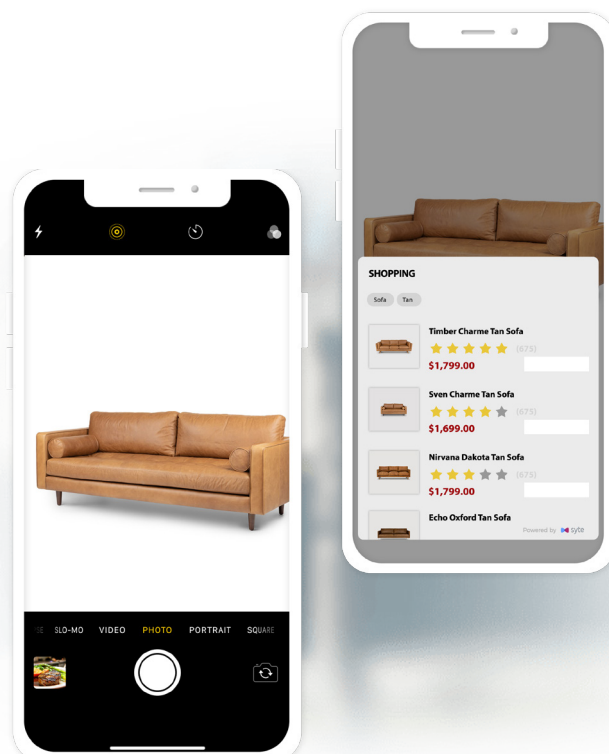 SLO-MO VIDEO PHOTO PORTRAIT SQUARE
SHOPPING
Sofa Tan
Timber Charme Tan Sofa
(675)
$1,799.00
Sven Charme Tan Sofa
(673)
$1,699.00
Nirvana Dakota Tan Sofa
(673)
$1,799.00
Echo Oxford Tan Sofa
Powered by syte